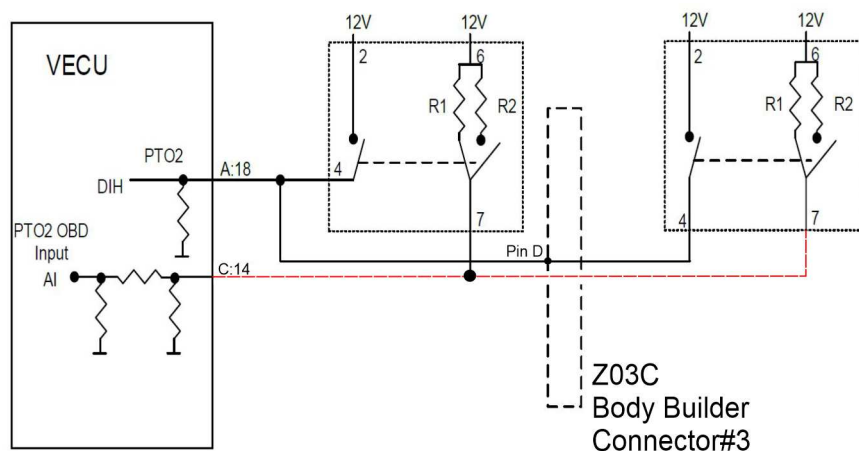 12V 12V 12V 12V
VECU
2 6 2 6
R1 R2 R1 R2
PTO2 A:18 4
DIH
7 4 7
PTO2 OBD
Input
Pin D
AI C:14
Z03C
Body Builder
Connector#3